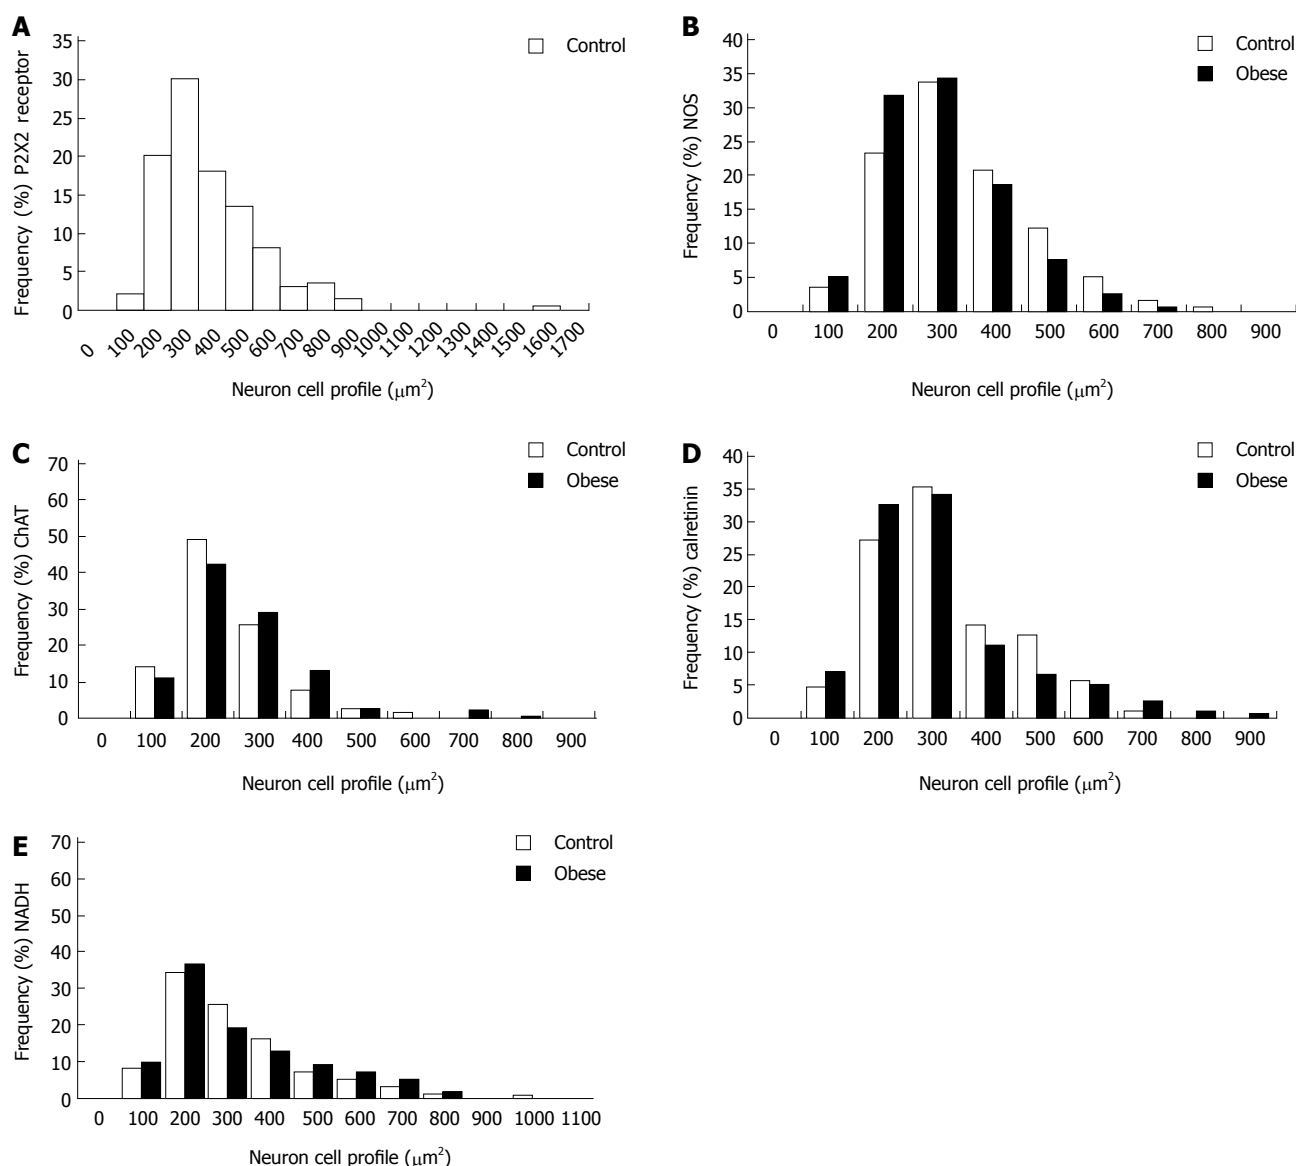 A
Frequency (%) P2X2 receptor
35
30
25
20
15
10
5
0
Control
0 100 200 300 400 500 600 700 800 900 1000 1100 1200 1300 1400 1500 1600 1700
Neuron cell profile (μm²)
B
Frequency (%) NOS
40
35
30
25
20
15
10
5
0
Control
Obese
0 100 200 300 400 500 600 700 800 900
Neuron cell profile (μm²)
C
Frequency (%) ChAT
70
60
50
40
30
20
10
0
Control
Obese
0 100 200 300 400 500 600 700 800 900
Neuron cell profile (μm²)
D
Frequency (%) calretinin
40
35
30
25
20
15
10
5
0
Control
Obese
0 100 200 300 400 500 600 700 800 900
Neuron cell profile (μm²)
E
Frequency (%) NADH
70
60
50
40
30
20
10
0
Control
Obese
0 100 200 300 400 500 600 700 800 900 1000 1100
Neuron cell profile (μm²)